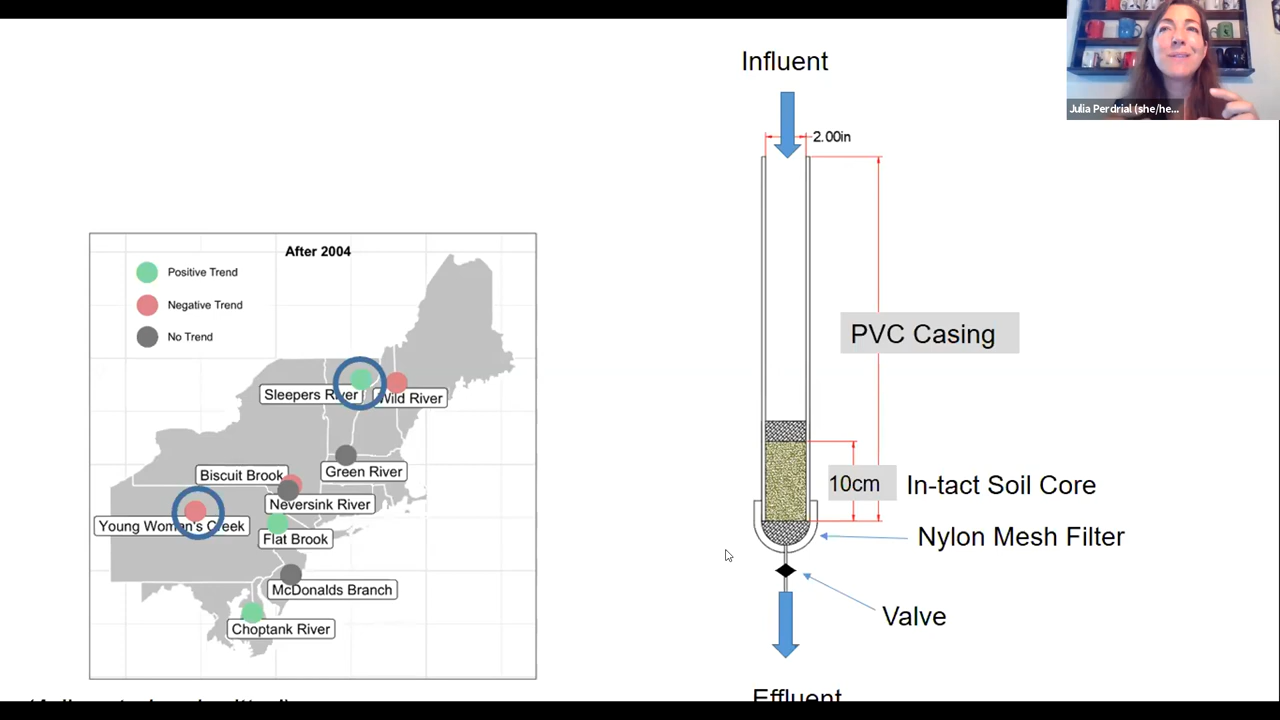 Influent
Julia Perdrial (she/he...
2.00in
After 2004
Positive Trend
Negative Trend
No Trend
PVC Casing
Sleepers River
Wild River
Biscuit Brook
Green River
Neversink River
Young Woman's Creek
Flat Brook
McDonalds Branch
Choptank River
10cm
In-tact Soil Core
Nylon Mesh Filter
Valve
Effluent